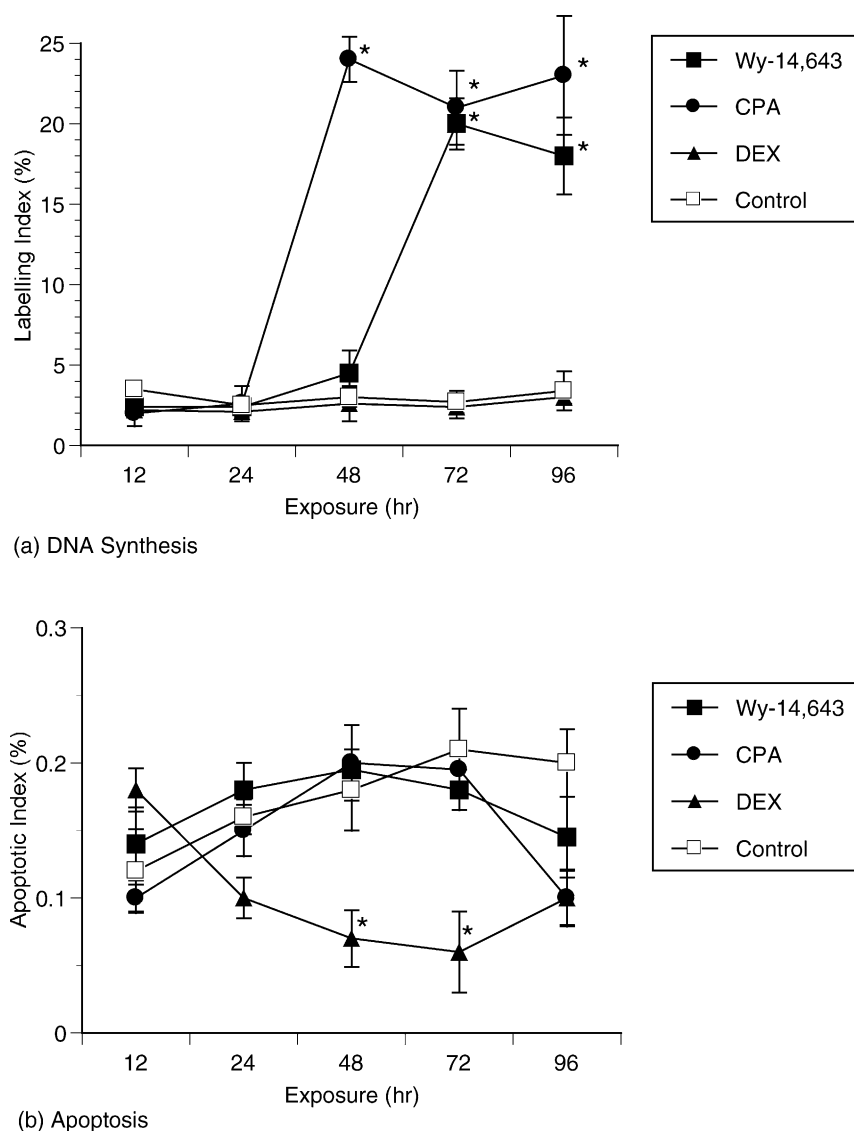 25
20
15
10
5
0
Labelling Index (%)
*
*
*
*
*
12 24 48 72 96
Exposure (hr)
Wy-14,643
CPA
DEX
Control
(a) DNA Synthesis
0.3
0.2
0.1
0
Apoptotic Index (%)
*
*
12 24 48 72 96
Exposure (hr)
Wy-14,643
CPA
DEX
Control
(b) Apoptosis